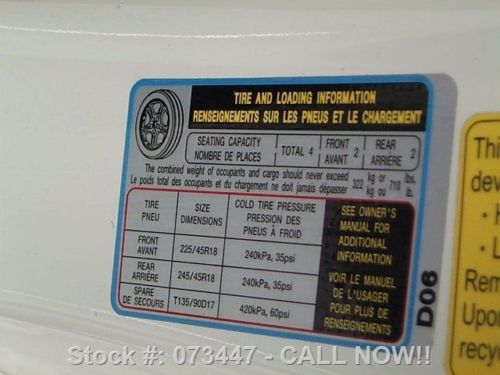 TIRE AND LOADING INFORMATION
RENSEIGNEMENTS SUR LES PNEUS ET LE CHARGEMENT
SEATING CAPACITY
NOMBRE DE PLACES
TOTAL 4
FRONT
AVANT 2
REAR
ARRIÈRE 2
The combined weight of occupants and cargo should never exceed 322 kg or 710 lbs.
Le poids total des occupants et du chargement ne doit jamais dépasser kg ou lb.
TIRE
PNEU
SIZE
DIMENSIONS
COLD TIRE PRESSURE
PRESSION DES
PNEUS À FROID
FRONT
AVANT
225/45R18
240kPa, 35psi
REAR
ARRIÈRE
245/45R18
240kPa, 35psi
SPARE
DE SECOURS
T135/90D17
420kPa, 60psi
SEE OWNER'S
MANUAL FOR
ADDITIONAL
INFORMATION
VOIR LE MANUEL
DE L'USAGER
POUR PLUS DE
RENSEIGNEMENTS
D06
Thi
dev
• H
• L
Rem
Upon
recy
Stock #: 073447 - CALL NOW!!